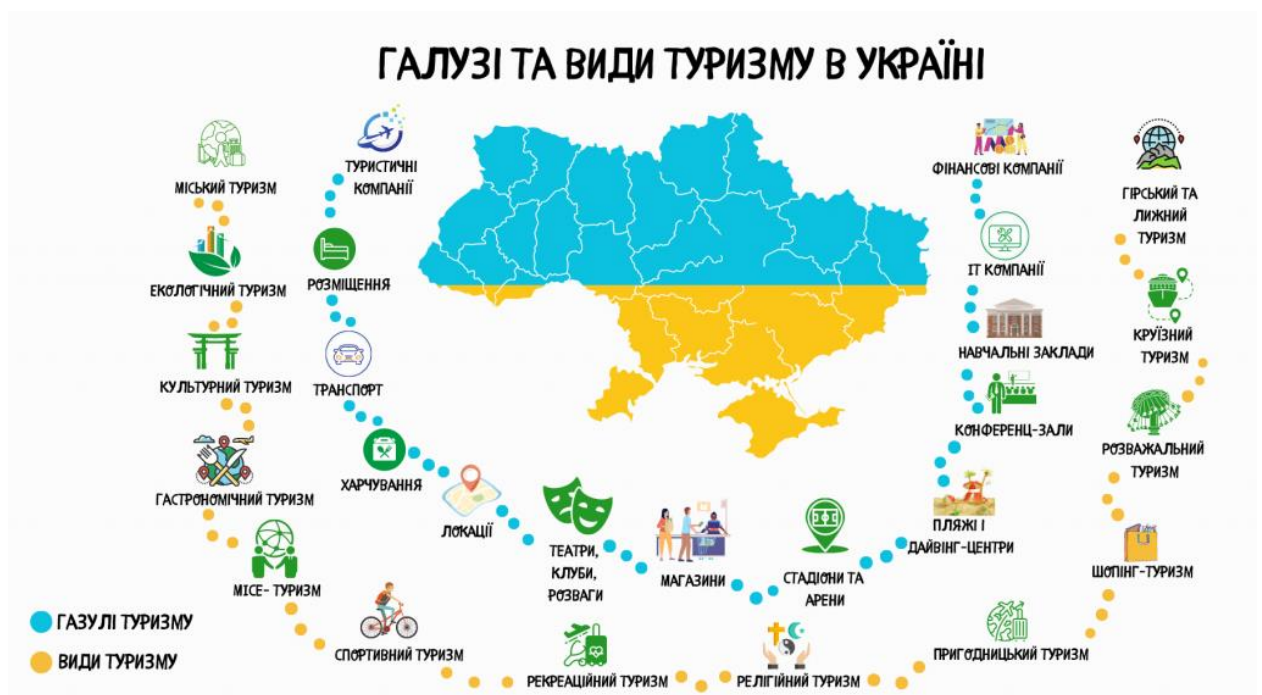 ГАЛУЗІ ТА ВИДИ ТУРИЗМУ В УКРАЇНІ
МІСЬКИЙ ТУРИЗМ
ЕКОЛОГІЧНИЙ ТУРИЗМ
КУЛЬТУРНИЙ ТУРИЗМ
ГАСТРОНОМІЧНИЙ ТУРИЗМ
MICE- ТУРИЗМ
СПОРТИВНИЙ ТУРИЗМ
РЕКРЕАЦІЙНИЙ ТУРИЗМ
РЕЛІГІЙНИЙ ТУРИЗМ
ПРИГОДНИЦЬКИЙ ТУРИЗМ
ШОПІНГ-ТУРИЗМ
РОЗВАЖАЛЬНИЙ
ТУРИЗМ
КРУЇЗНИЙ
ТУРИЗМ
ГІРСЬКИЙ ТА
ЛИЖНИЙ
ТУРИЗМ
ТУРИСТИЧНІ
КОМПАНІЇ
РОЗМІЩЕННЯ
ТРАНСПОРТ
ХАРЧУВАННЯ
ЛОКАЦІЇ
ТЕАТРИ,
КЛУБИ,
РОЗВАГИ
МАГАЗИНИ
СТАДІОНИ ТА
АРЕНИ
ПЛЯЖІ І
ДАЙВІНГ-ЦЕНТРИ
КОНФЕРЕНЦ-ЗАЛИ
НАВЧАЛЬНІ ЗАКЛАДИ
ІТ КОМПАНІЇ
ФІНАНСОВІ КОМПАНІЇ
ГАЗУЛІ ТУРИЗМУ
ВИДИ ТУРИЗМУ